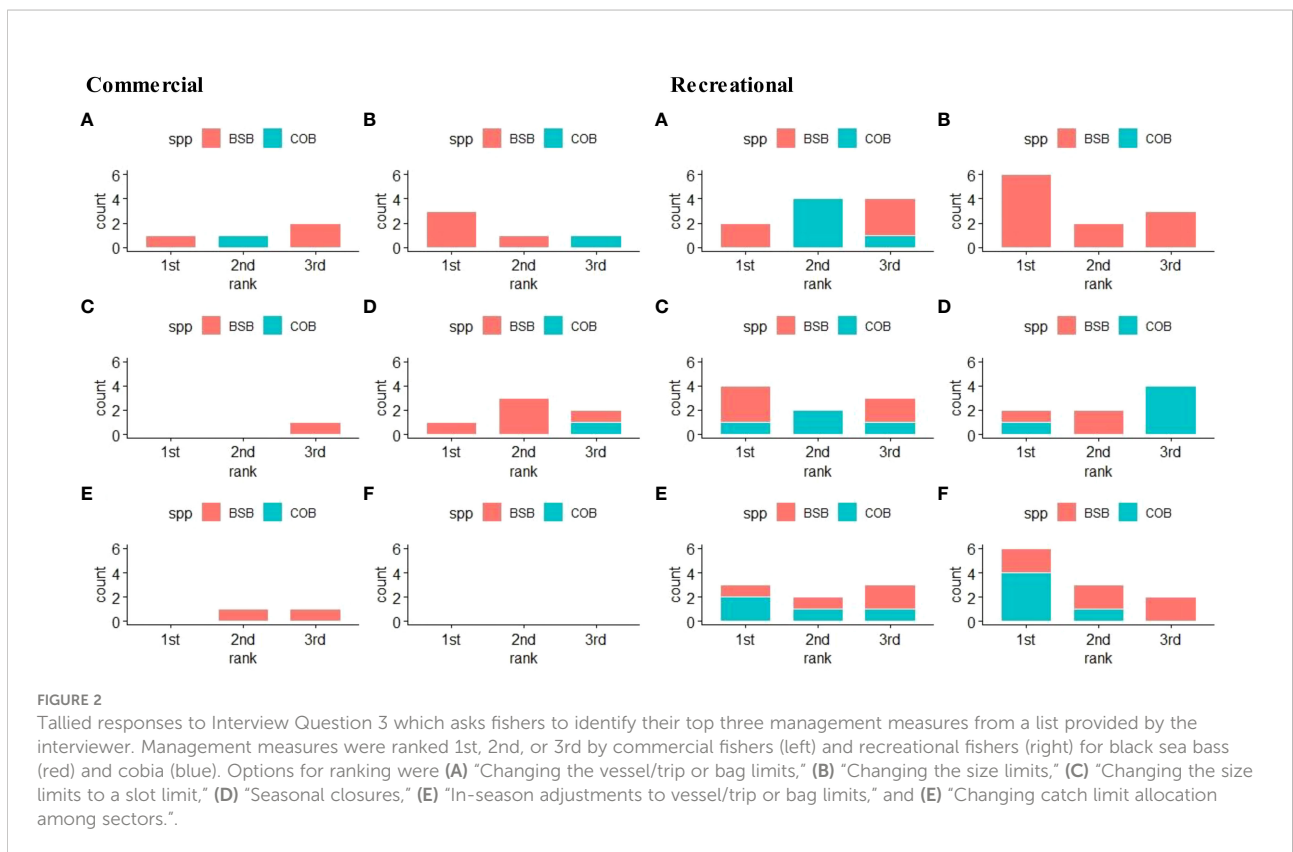 Commercial
Recreational
A
spp BSB COB
6
4
2
0
count
1st 2nd 3rd
rank
B
spp BSB COB
6
4
2
0
count
1st 2nd 3rd
rank
A
spp BSB COB
6
4
2
0
count
1st 2nd 3rd
rank
B
spp BSB COB
6
4
2
0
count
1st 2nd 3rd
rank
C
spp BSB COB
6
4
2
0
count
1st 2nd 3rd
rank
D
spp BSB COB
6
4
2
0
count
1st 2nd 3rd
rank
C
spp BSB COB
6
4
2
0
count
1st 2nd 3rd
rank
D
spp BSB COB
6
4
2
0
count
1st 2nd 3rd
rank
E
spp BSB COB
6
4
2
0
count
1st 2nd 3rd
rank
F
spp BSB COB
6
4
2
0
count
1st 2nd 3rd
rank
E
spp BSB COB
6
4
2
0
count
1st 2nd 3rd
rank
F
spp BSB COB
6
4
2
0
count
1st 2nd 3rd
rank
FIGURE 2
Tallied responses to Interview Question 3 which asks fishers to identify their top three management measures from a list provided by the
interviewer. Management measures were ranked 1st, 2nd, or 3rd by commercial fishers (left) and recreational fishers (right) for black sea bass
(red) and cobia (blue). Options for ranking were (A) “Changing the vessel/trip or bag limits,” (B) “Changing the size limits,” (C) “Changing the size
limits to a slot limit,” (D) “Seasonal closures,” (E) “In-season adjustments to vessel/trip or bag limits,” and (E) “Changing catch limit allocation
among sectors.”.